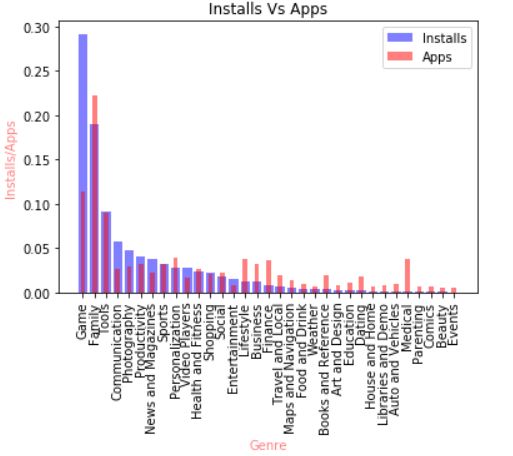 Installs Vs Apps
Installs
Apps
0.30
0.25
0.20
0.15
0.10
0.05
0.00
Installs/Apps
Game
Family
Tools
Communication
Photography
Productivity
News and Magazines
Sports
Personalization
Video Players
Health and Fitness
Shopping
Social
Entertainment
Lifestyle
Business
Finance
Travel and Local
Maps and Navigation
Food and Drink
Weather
Books and Reference
Art and Design
Education
Dating
House and Home
Libraries and Demo
Auto and Vehicles
Medical
Parenting
Comics
Beauty
Events
Genre